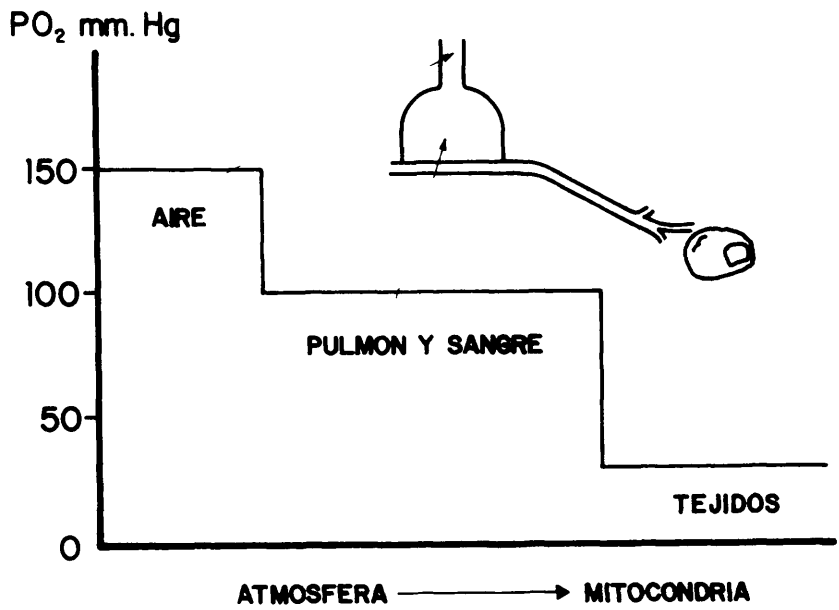 PO₂ mm. Hg
150
AIRE
100
PULMON Y SANGRE
50
TEJIDOS
0
ATMOSFERA → MITOCONDRIA